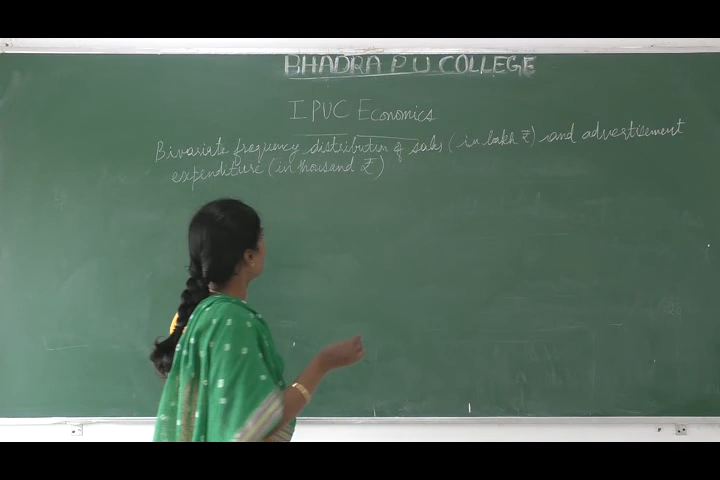 BHADRA P U COLLEGE
I PUC Economics
Bivariate frequency distribution of sales (in lakh ₹) and advertisement
expenditure (in thousand ₹)